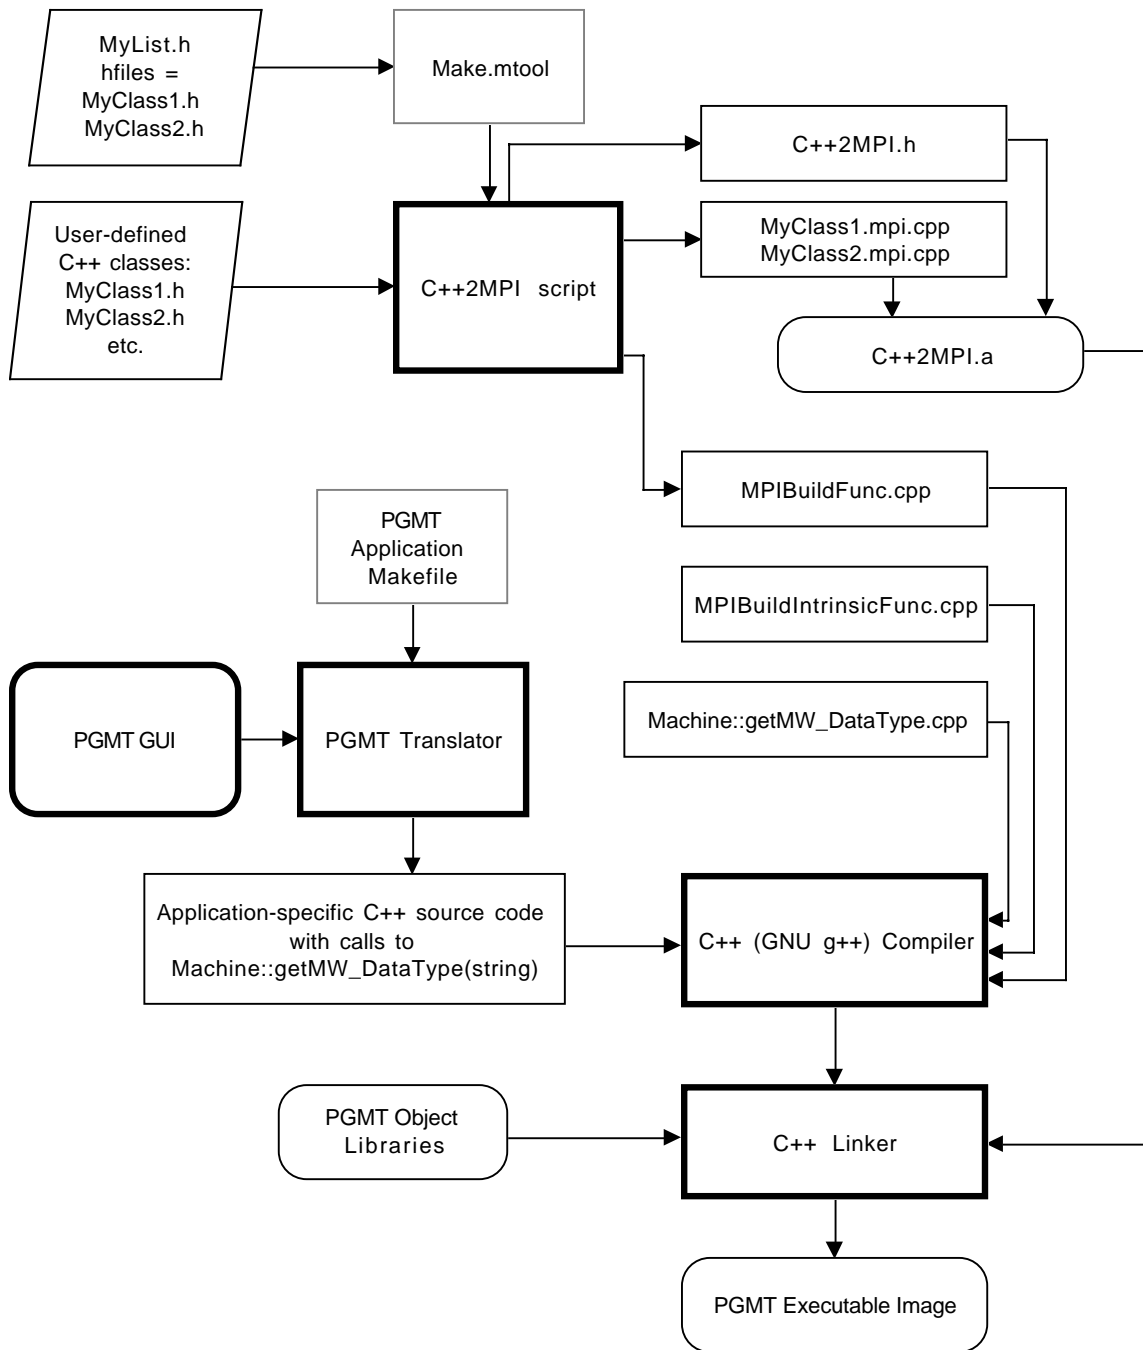 MyList.h
hfiles =
MyClass1.h
MyClass2.h
Make.mtool
C++2MPI.h
User-defined
C++ classes:
MyClass1.h
MyClass2.h
etc.
C++2MPI script
MyClass1.mpi.cpp
MyClass2.mpi.cpp
C++2MPI.a
MPIBuildFunc.cpp
PGMT
Application
Makefile
MPIBuildIntrinsicFunc.cpp
Machine::getMW_DataType.cpp
PGMT GUI
PGMT Translator
Application-specific C++ source code
with calls to
Machine::getMW_DataType(string)
C++ (GNU g++) Compiler
PGMT Object
Libraries
C++ Linker
PGMT Executable Image